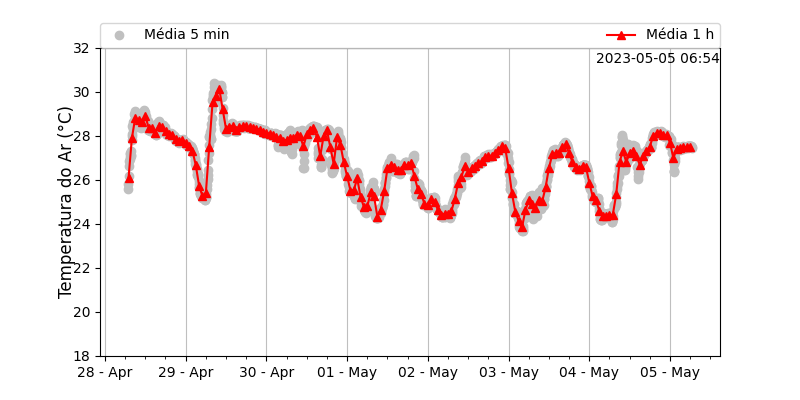 Média 5 min
Média 1 h
2023-05-05 06:54
Temperatura do Ar (°C)
32
30
28
26
24
22
20
18
28 - Apr
29 - Apr
30 - Apr
01 - May
02 - May
03 - May
04 - May
05 - May